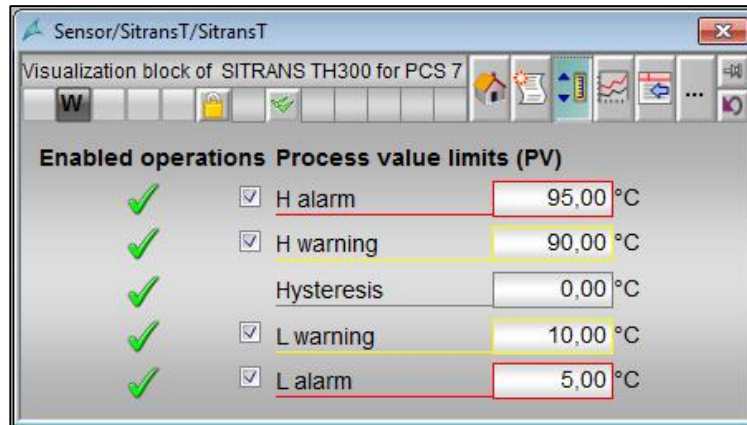 Sensor/SitransT/SitransT
Visualization block of SITRANS TH300 for PCS 7
W
...
Enabled operations Process value limits (PV)
H alarm 95,00 °C
H warning 90,00 °C
Hysteresis 0,00 °C
L warning 10,00 °C
L alarm 5,00 °C